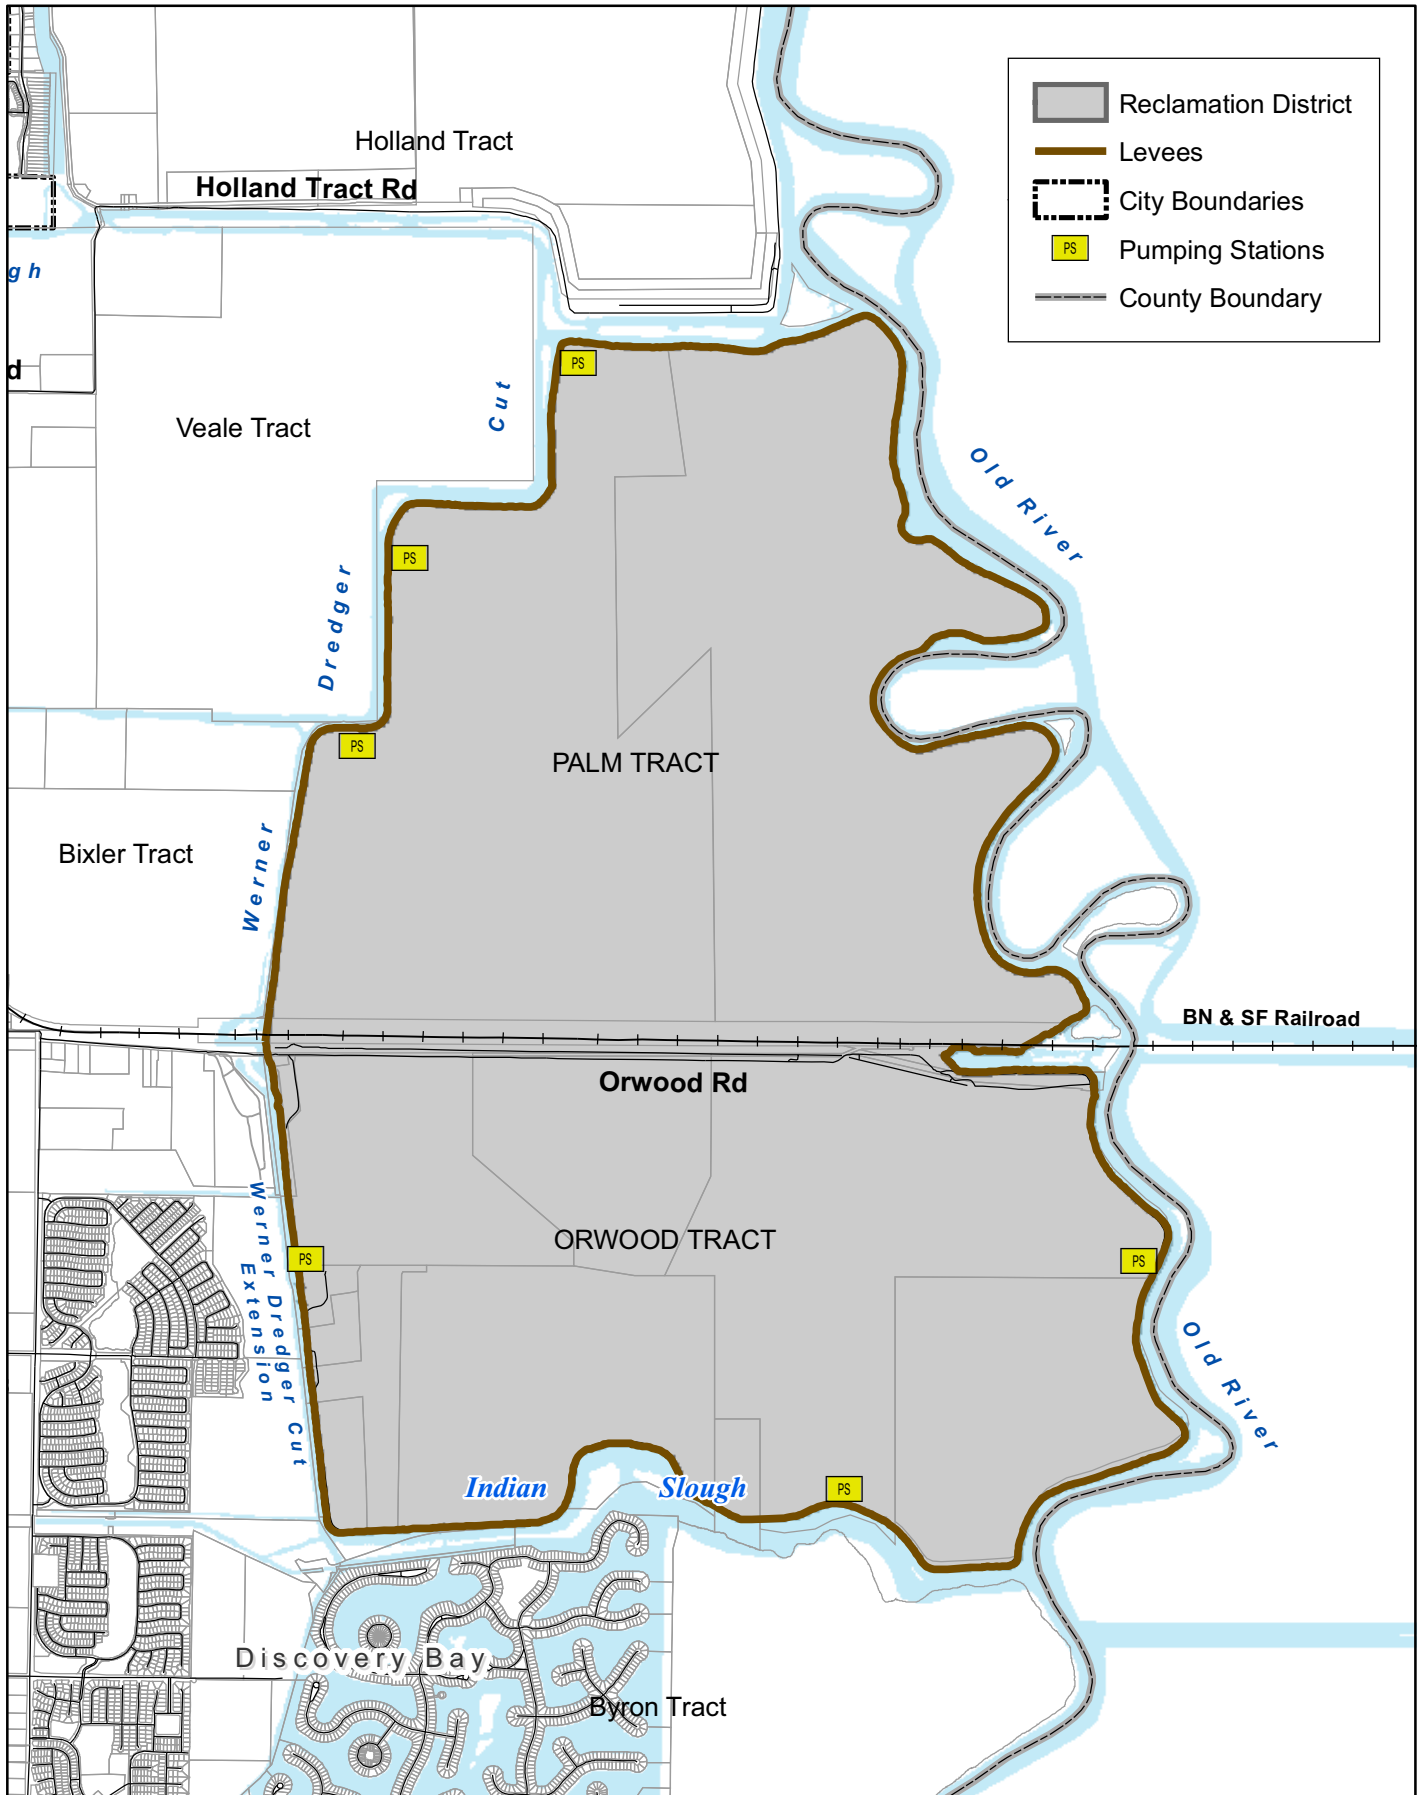 Reclamation District
Levees
City Boundaries
PS
Pumping Stations
County Boundary
Holland Tract
Holland Tract Rd
gh
d
PS
Cut
Veale Tract
Old River
PS
Dredger
PS
PALM TRACT
Werner
Bixler Tract
BN & SF Railroad
Orwood Rd
Werner Dredger Cut
Extension
ORWOOD TRACT
PS
PS
Old River
Indian Slough
PS
Discovery Bay
Byron Tract